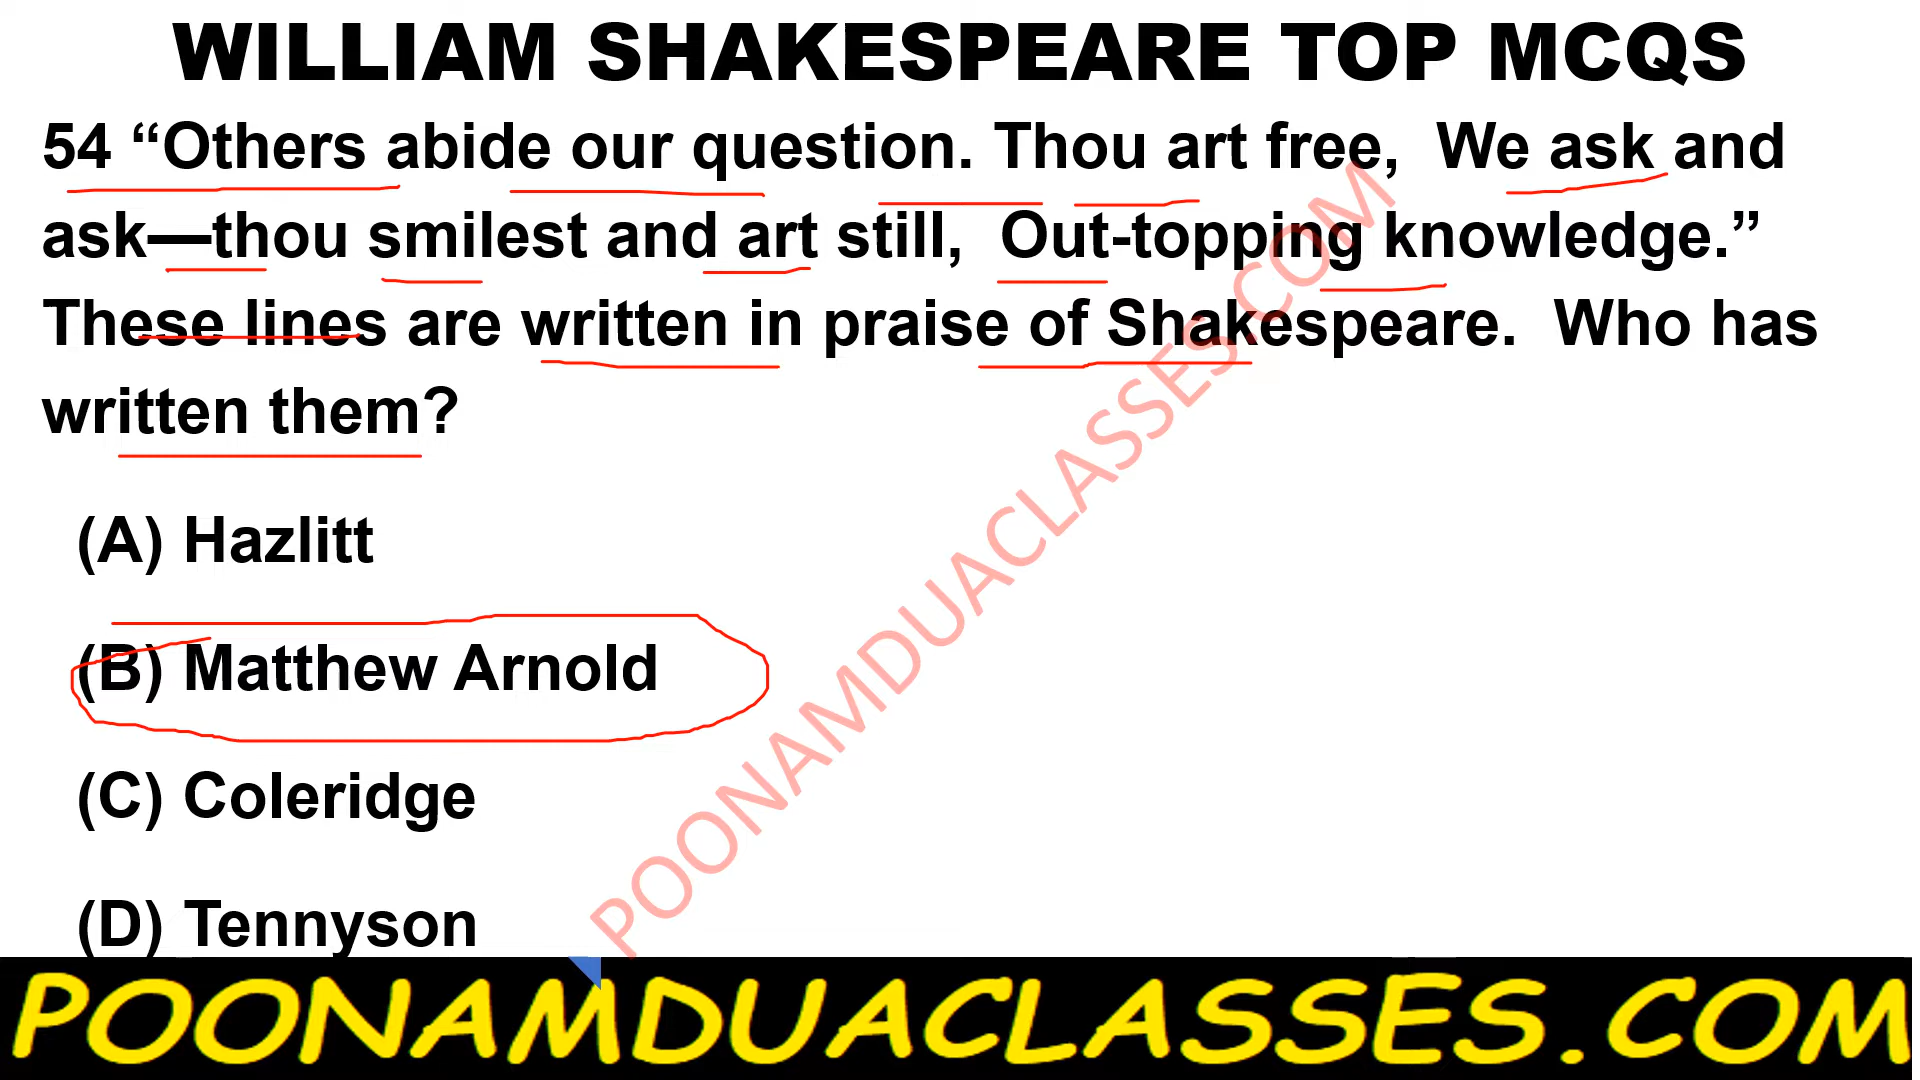 WILLIAM SHAKESPEARE TOP MCQS
54 “Others abide our question. Thou art free, We ask and
ask—thou smilest and art still, Out-topping knowledge.”
These lines are written in praise of Shakespeare. Who has
written them?
(A) Hazlitt
(B) Matthew Arnold
(C) Coleridge
(D) Tennyson
POONAMDUACLASSES.COM
POONAMDUACLASSES.COM